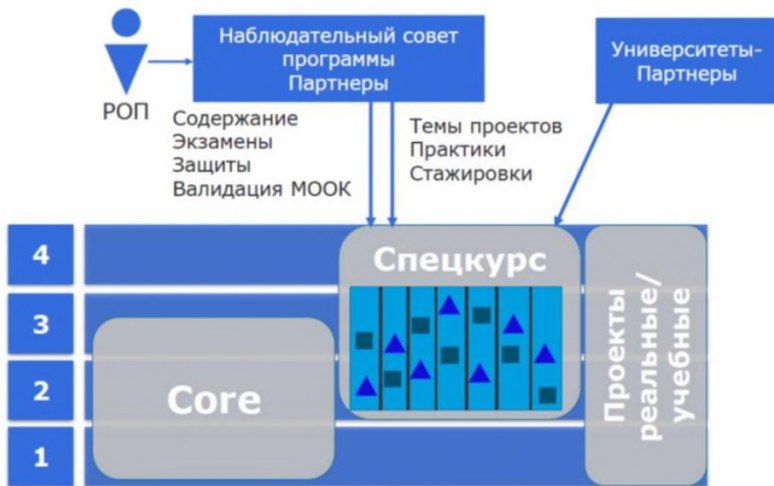 Наблюдательный совет
программы
Партнеры
Университеты-
Партнеры
РОП
Содержание
Экзамены
Защиты
Валидация МООК
Темы проектов
Практики
Стажировки
4
3
2
1
Спецкурс
Core
Проекты
реальные/
учебные